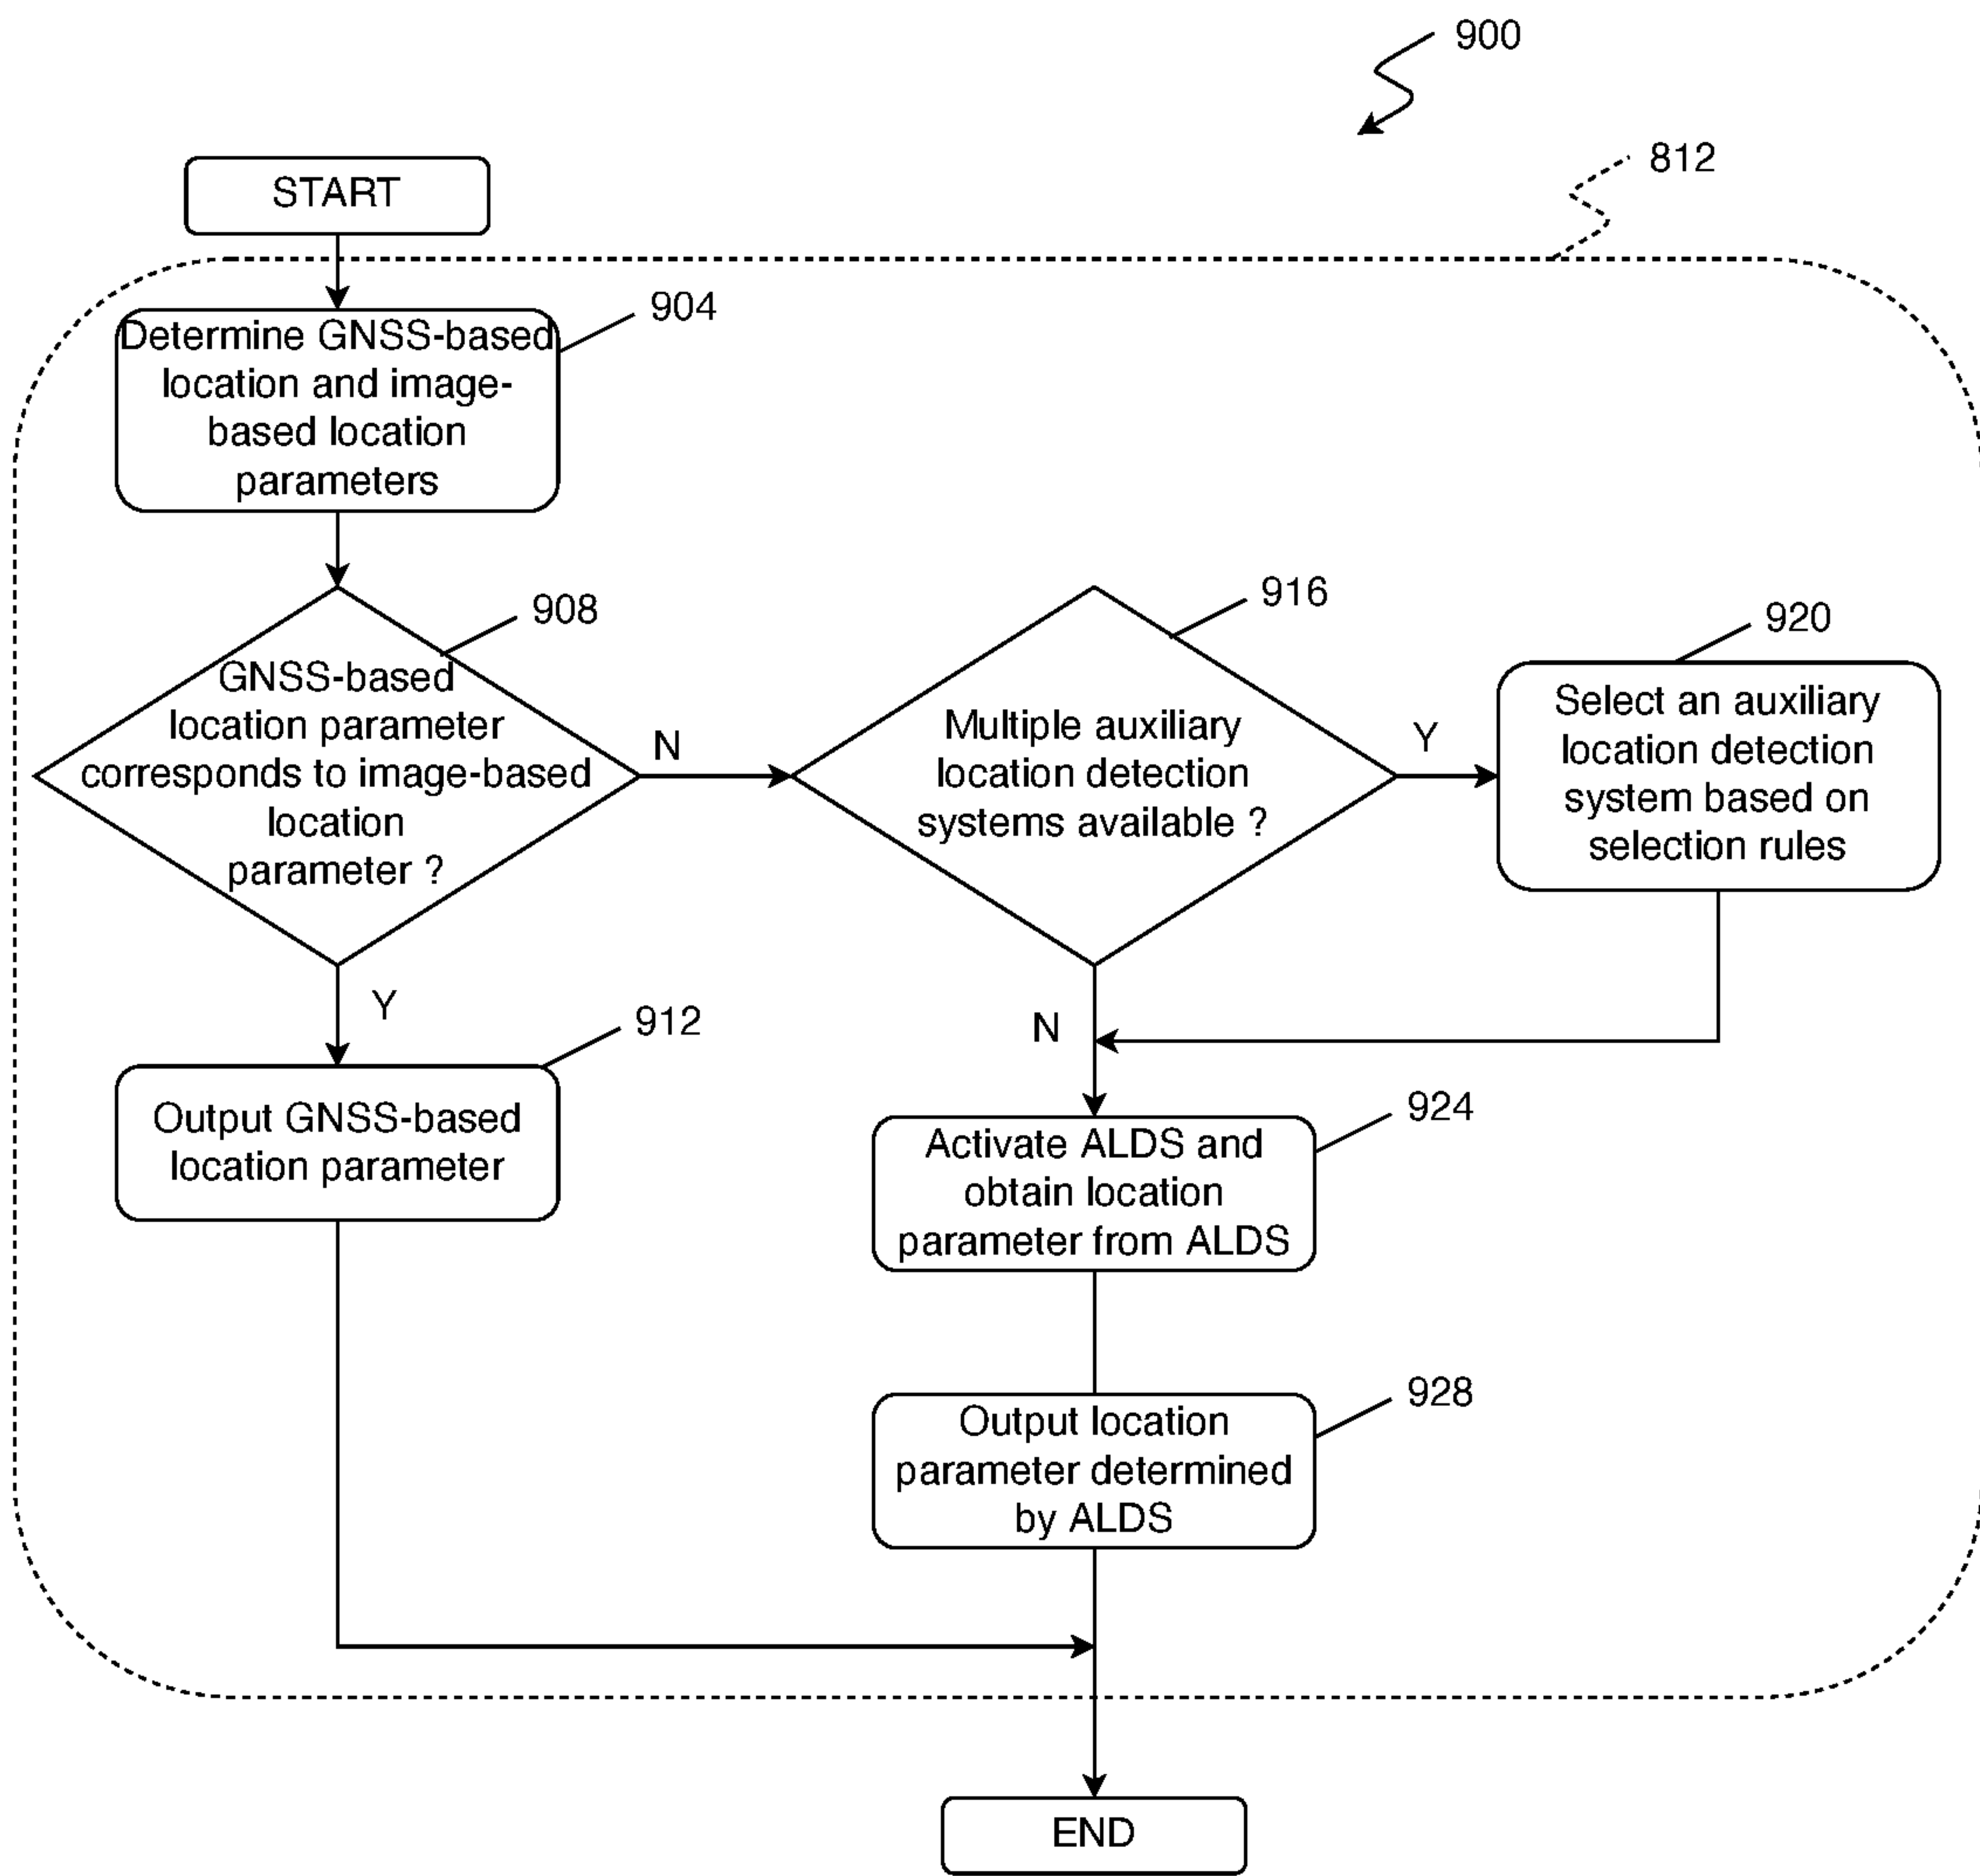 900
812
START
904
Determine GNSS-based
location and image-
based location
parameters
908
GNSS-based
location parameter
corresponds to image-based
location
parameter ?
N
916
Multiple auxiliary
location detection
systems available ?
Y
920
Select an auxiliary
location detection
system based on
selection rules
Y
912
Output GNSS-based
location parameter
N
924
Activate ALDS and
obtain location
parameter from ALDS
928
Output location
parameter determined
by ALDS
END